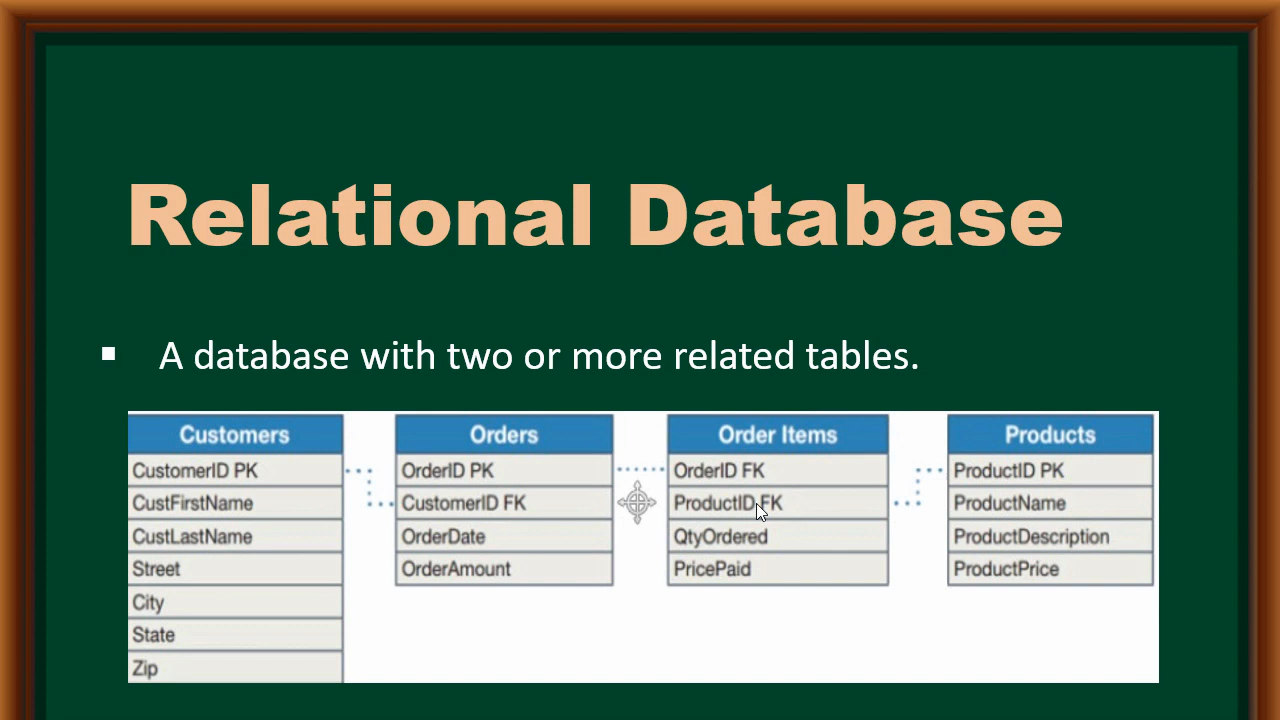 Relational Database
A database with two or more related tables.
Customers
CustomerID PK
CustFirstName
CustLastName
Street
City
State
Zip
Orders
OrderID PK
CustomerID FK
OrderDate
OrderAmount
Order Items
OrderID FK
ProductID FK
QtyOrdered
PricePaid
Products
ProductID PK
ProductName
ProductDescription
ProductPrice